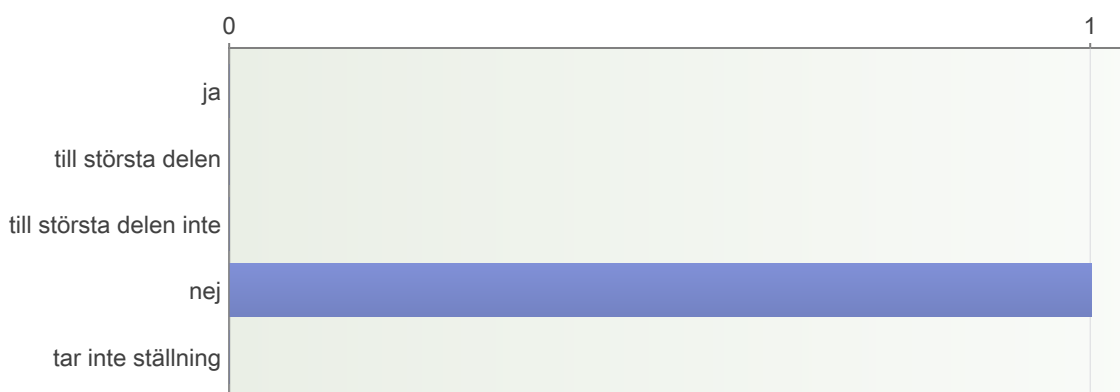 0 1
ja
till största delen
till största delen inte
nej
tar inte ställning